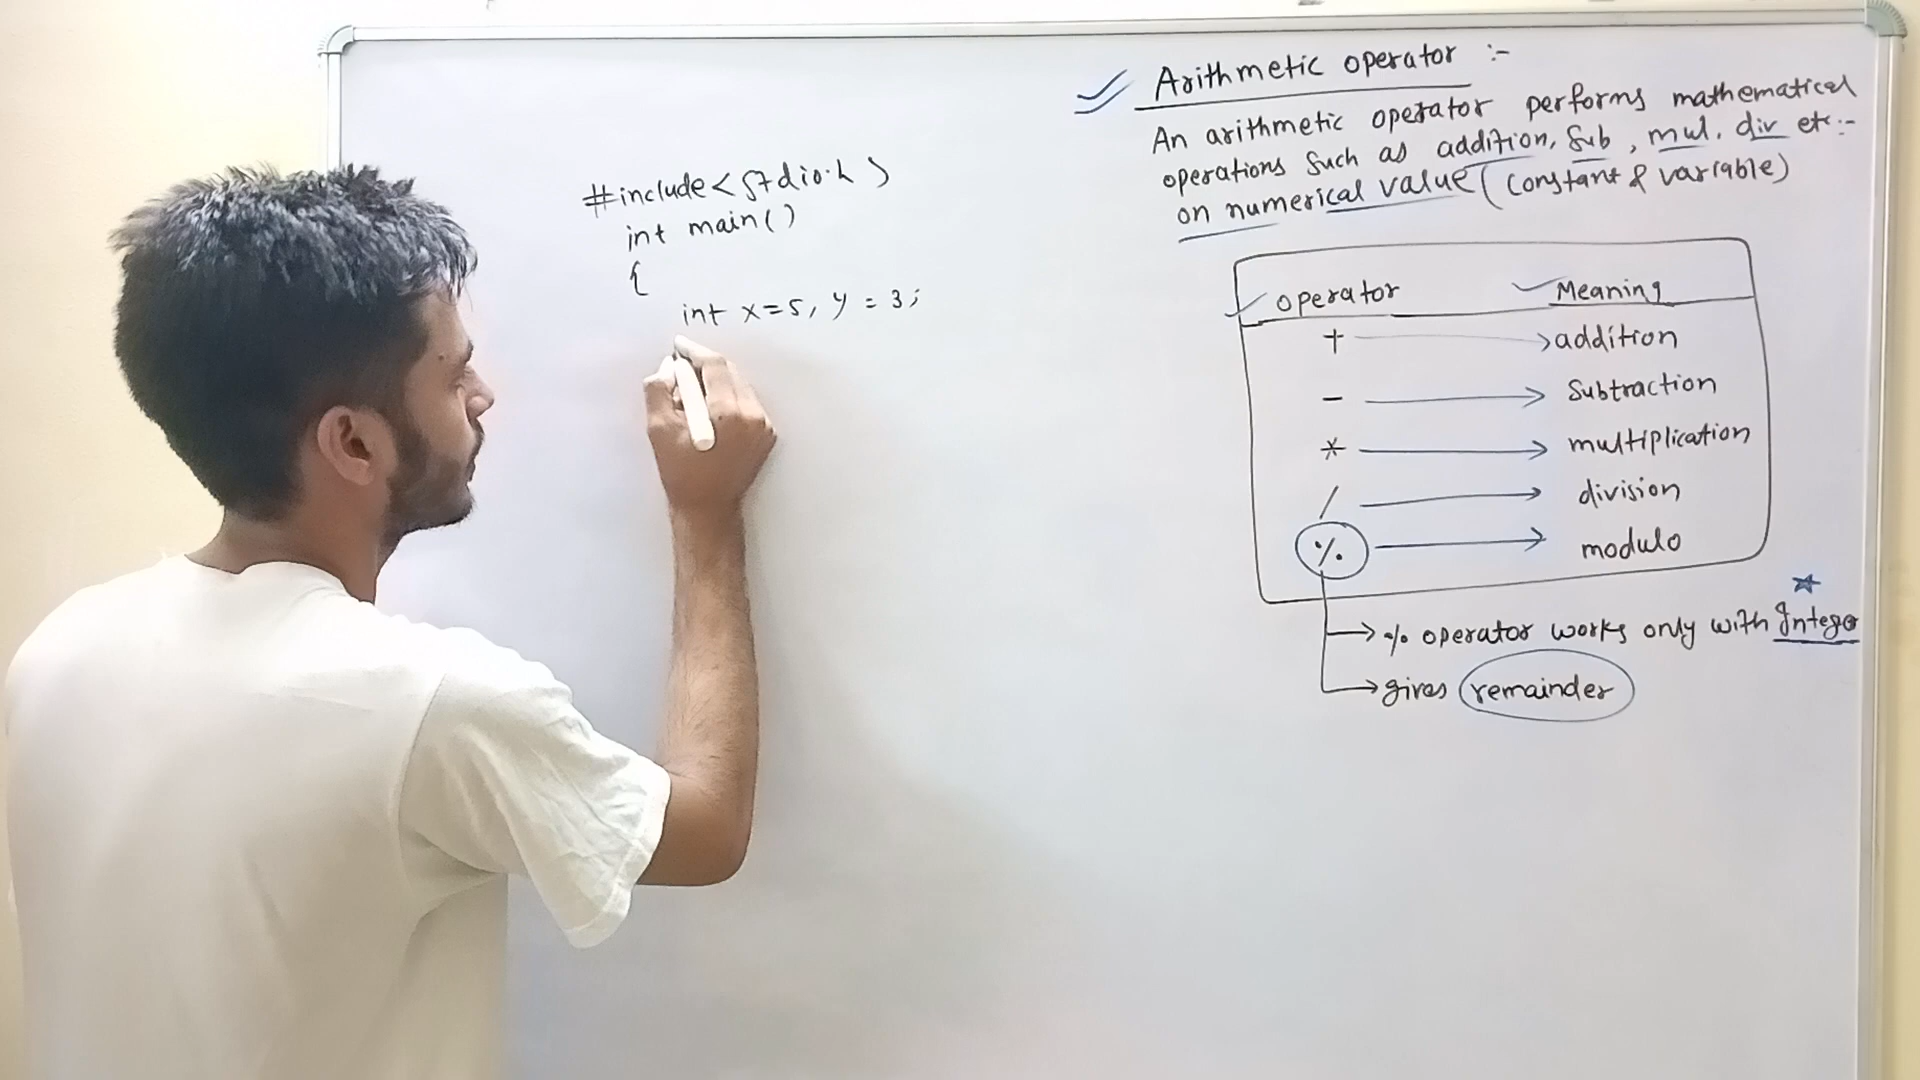 #include<stdio.h>
int main()
{
int x=5, y = 3;
Arithmetic operator :-
An arithmetic operator performs mathematical
operations such as addition, Sub, mul, div etc:-
on numerical value (constant & variable)
operator Meaning
+ addition
- Subtraction
* multiplication
/ division
% modulo
% operator works only with Intege
gives remainder